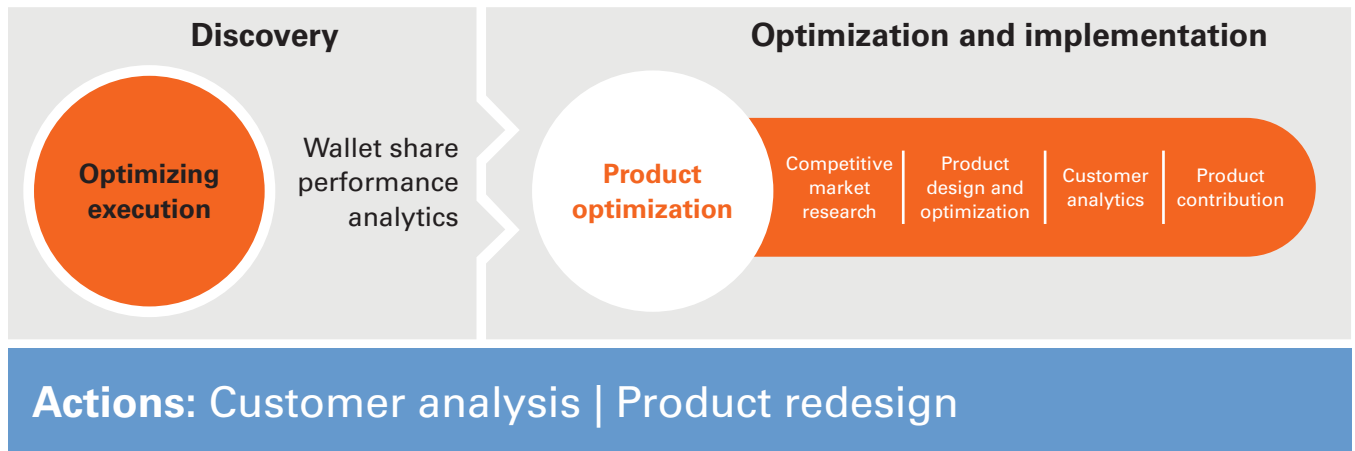 Discovery
Optimizing
execution
Wallet share
performance
analytics
Optimization and implementation
Product
optimization
Competitive
market
research
Product
design and
optimization
Customer
analytics
Product
contribution
Actions: Customer analysis | Product redesign